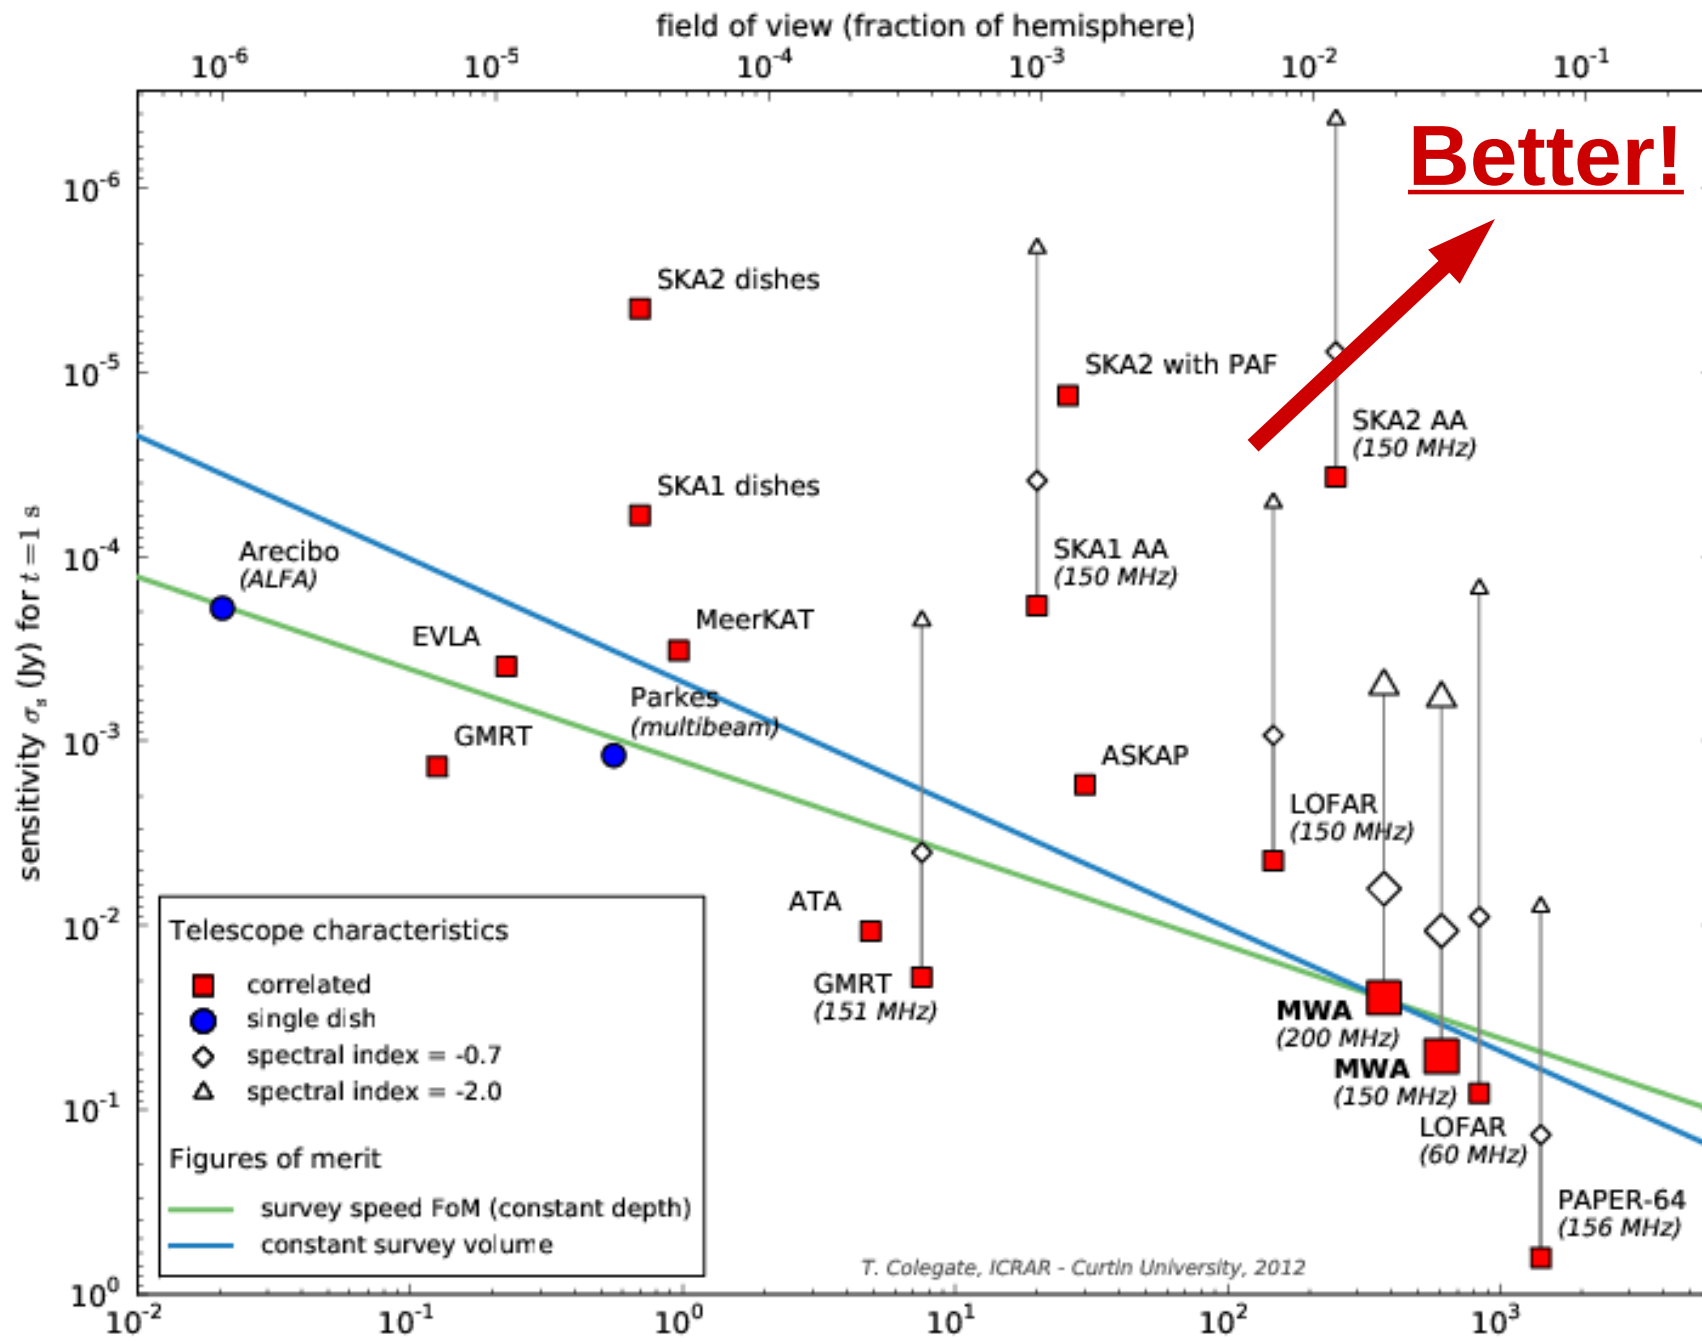 field of view (fraction of hemisphere)
10⁻⁶ 10⁻⁵ 10⁻⁴ 10⁻³ 10⁻² 10⁻¹
Better!
10⁻⁶
SKA2 dishes
10⁻⁵
SKA2 with PAF
SKA2 AA
(150 MHz)
SKA1 dishes
sensitivity σₛ (Jy) for t = 1 s
10⁻⁴
Arecibo
(ALFA)
SKA1 AA
(150 MHz)
EVLA
MeerKAT
Parkes
(multibeam)
10⁻³
GMRT
ASKAP
LOFAR
(150 MHz)
10⁻²
ATA
GMRT
(151 MHz)
MWA
(200 MHz)
MWA
(150 MHz)
10⁻¹
LOFAR
(60 MHz)
PAPER-64
(156 MHz)
Telescope characteristics
correlated
single dish
spectral index = -0.7
spectral index = -2.0
Figures of merit
survey speed FoM (constant depth)
constant survey volume
T. Colegate, ICRAR - Curtin University, 2012
10⁰
10⁻² 10⁻¹ 10⁰ 10¹ 10² 10³